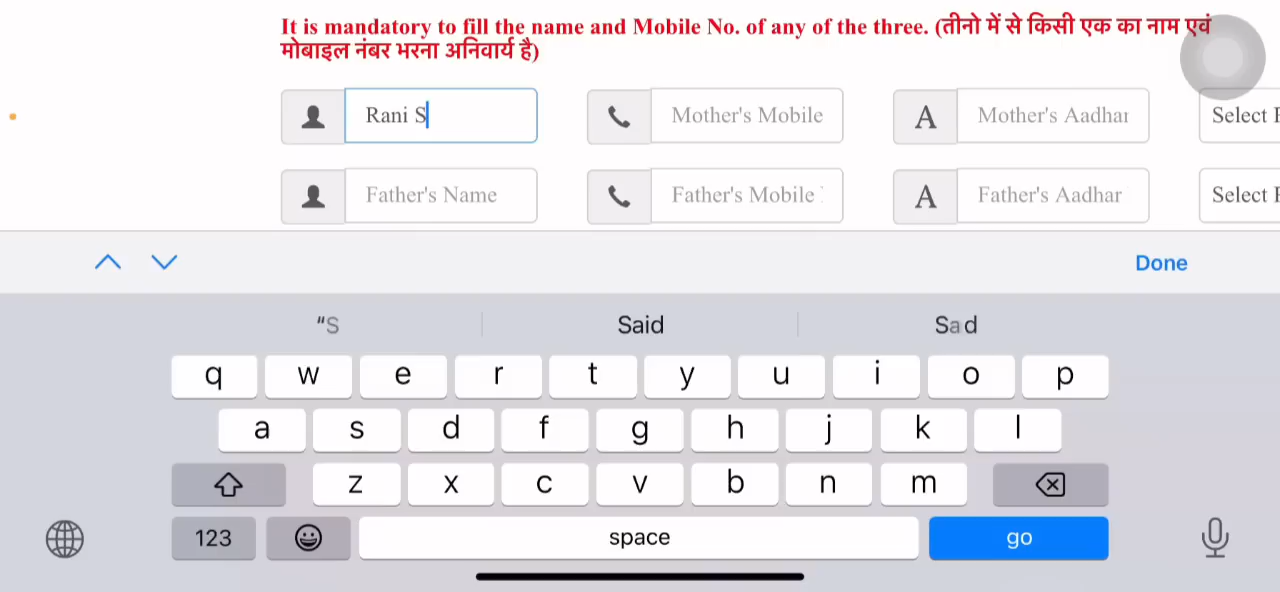 It is mandatory to fill the name and Mobile No. of any of the three. (तीनो में से किसी एक का नाम एवं
मोबाइल नंबर भरना अनिवार्य है)
Rani S Mother's Mobile A Mother's Aadhar Select
Father's Name Father's Mobile A Father's Aadhar Select
Done
"S Said Sad
q w e r t y u i o p
a s d f g h j k l
z x c v b n m
123 space go